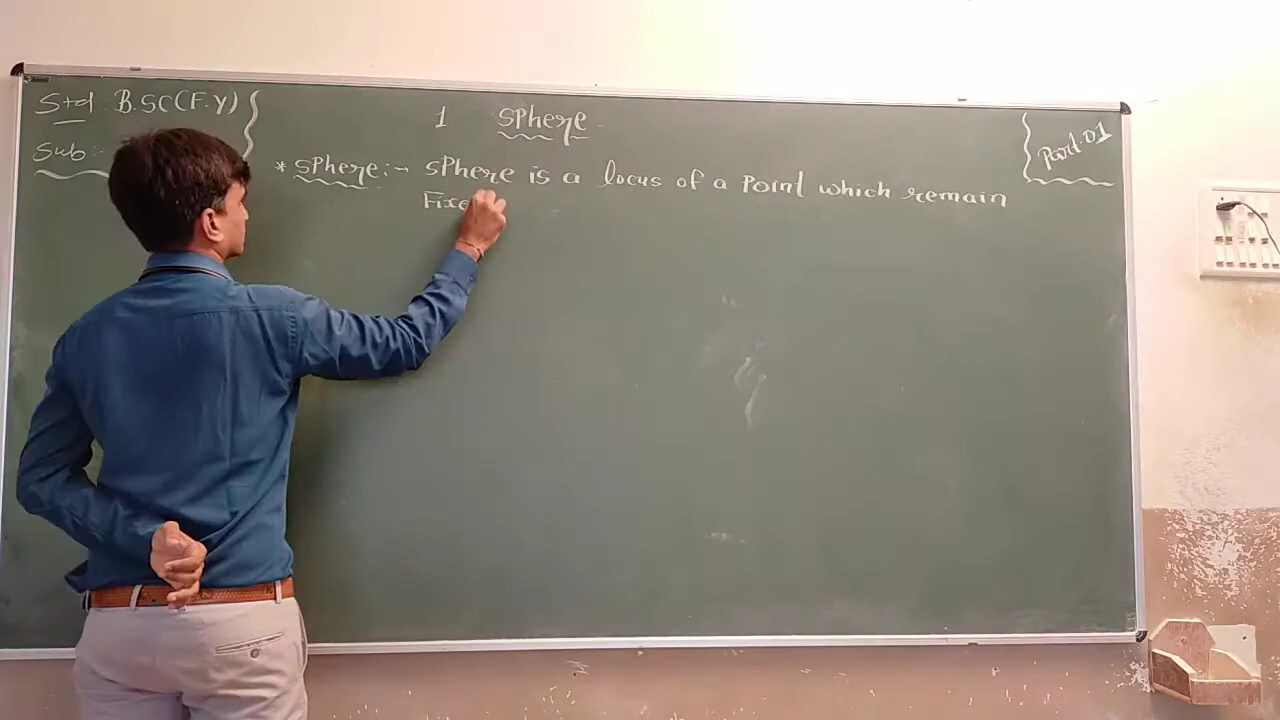 Std B.SC(F.Y)
Sub:-
1 Sphere
Part:01
* Sphere:- Sphere is a locus of a Point which remain
Fixe